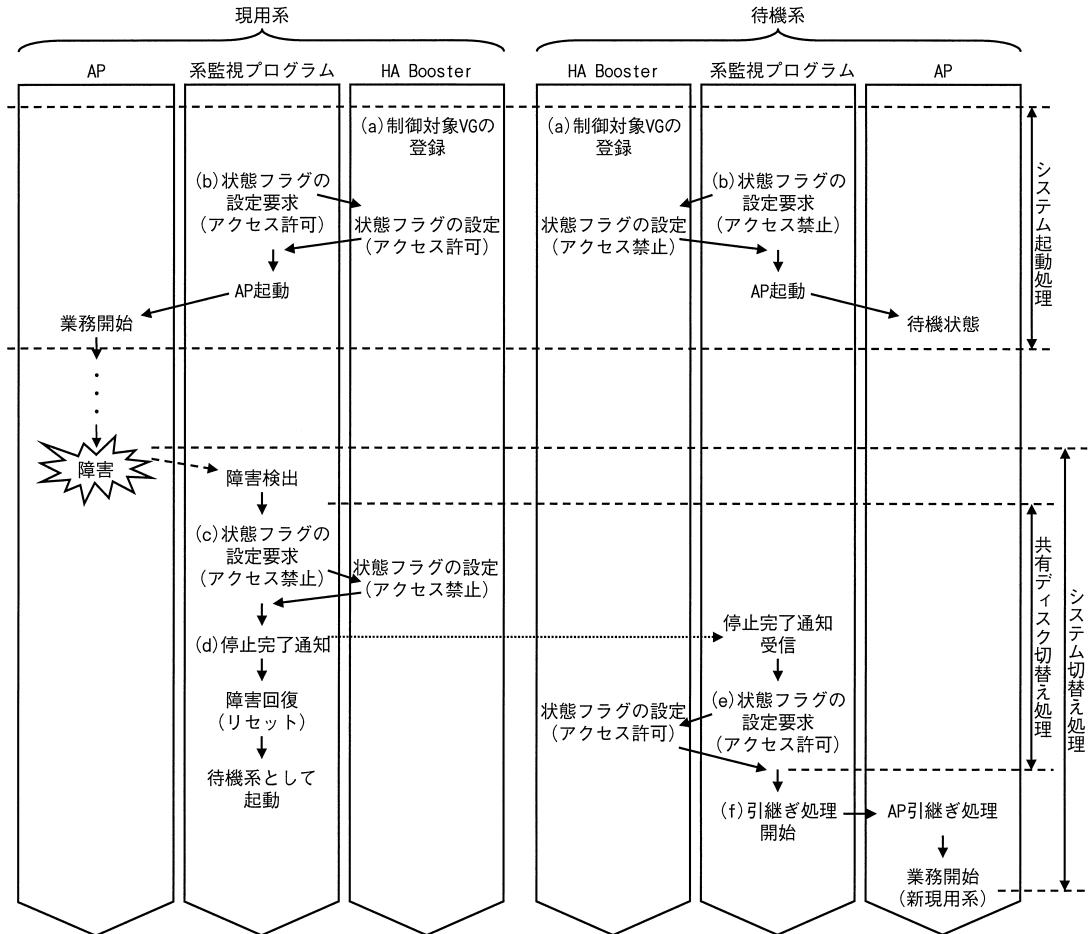 現用系
待機系
AP
系監視プログラム
HA Booster
HA Booster
系監視プログラム
AP
(a)制御対象VGの
登録
(a)制御対象VGの
登録
(b)状態フラグの
設定要求
(アクセス許可)
状態フラグの設定
(アクセス許可)
(b)状態フラグの
設定要求
(アクセス禁止)
状態フラグの設定
(アクセス禁止)
AP起動
AP起動
業務開始
待機状態
システム起動処理
障害
障害検出
(c)状態フラグの
設定要求
(アクセス禁止)
状態フラグの設定
(アクセス禁止)
(d)停止完了通知
停止完了通知
受信
障害回復
(リセット)
(e)状態フラグの
設定要求
(アクセス許可)
状態フラグの設定
(アクセス許可)
待機系として
起動
(f)引継ぎ処理
開始
AP引継ぎ処理
業務開始
(新現用系)
共有ディスク切替え処理
システム切替え処理